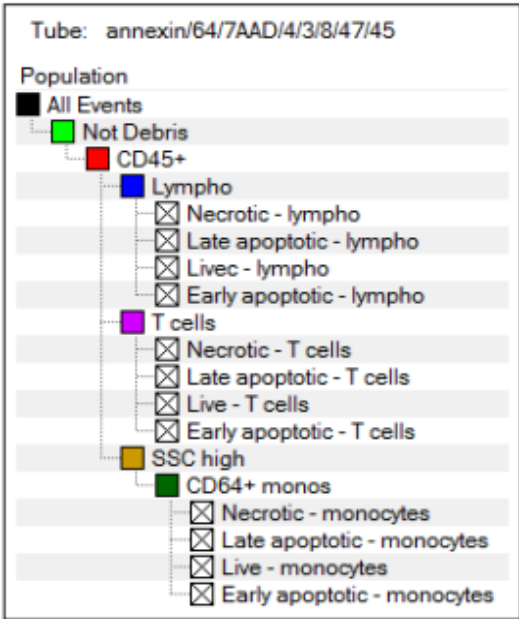 Tube: annexin/64/7AAD/4/3/8/47/45
Population
All Events
Not Debris
CD45+
Lympho
Necrotic - lympho
Late apoptotic - lympho
Livec - lympho
Early apoptotic - lympho
T cells
Necrotic - T cells
Late apoptotic - T cells
Live - T cells
Early apoptotic - T cells
SSC high
CD64+ monos
Necrotic - monocytes
Late apoptotic - monocytes
Live - monocytes
Early apoptotic - monocytes